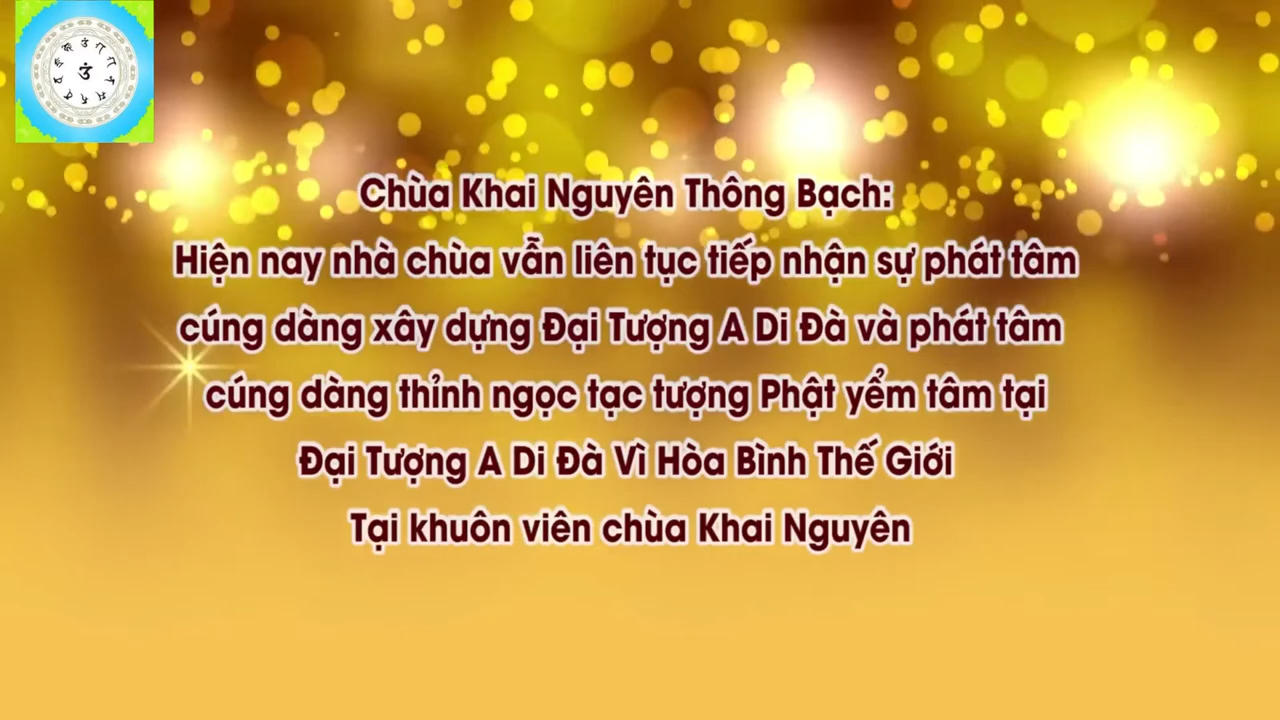 Chùa Khai Nguyên Thông Bạch:
Hiện nay nhà chùa vẫn liên tục tiếp nhận sự phát tâm
cúng dàng xây dựng Đại Tượng A Di Đà và phát tâm
cúng dàng thỉnh ngọc tạc tượng Phật yểm tâm tại
Đại Tượng A Di Đà Vì Hòa Bình Thế Giới
Tại khuôn viên chùa Khai Nguyên